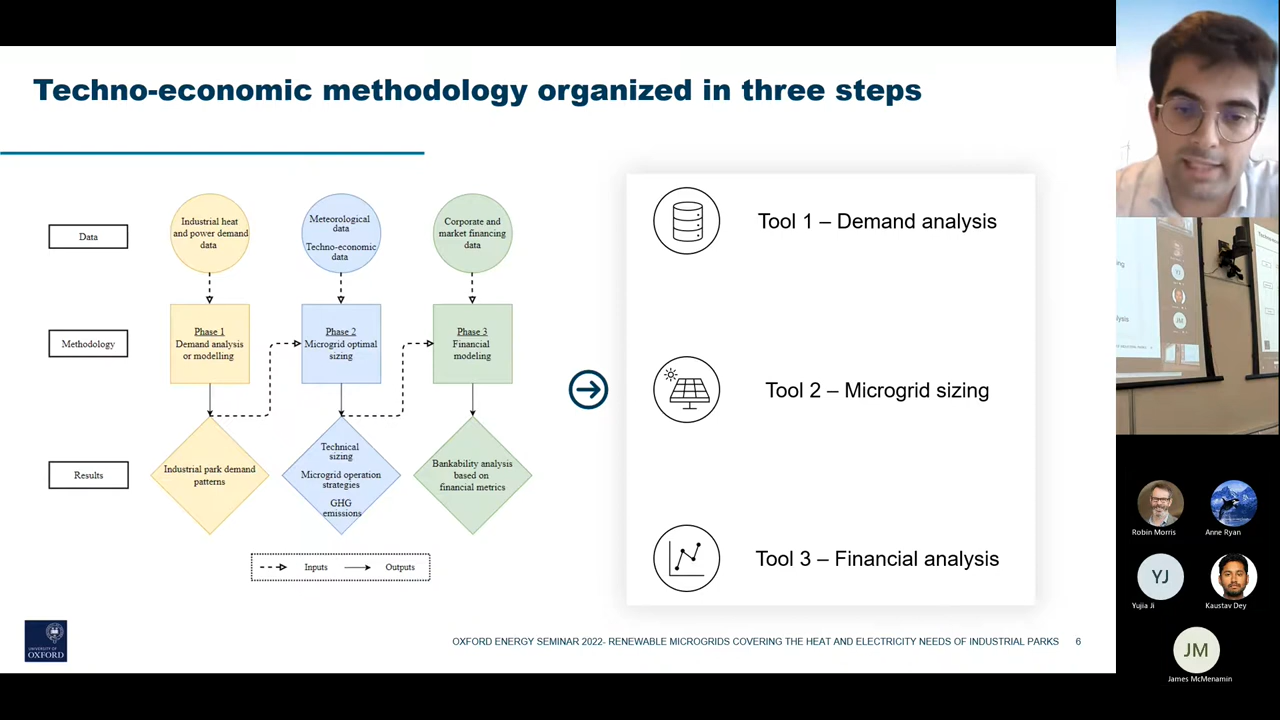 Techno-economic methodology organized in three steps
Data
Industrial heat
and power demand
data
Meteorological
data
Techno-economic
data
Corporate and
market financing
data
Methodology
Phase 1
Demand analysis
or modelling
Phase 2
Microgrid optimal
sizing
Phase 3
Financial
modeling
Results
Industrial park demand
patterns
Technical
sizing
Microgrid operation
strategies
GHG
emissions
Bankability analysis
based on
financial metrics
Inputs
Outputs
Tool 1 – Demand analysis
Tool 2 – Microgrid sizing
Tool 3 – Financial analysis
UNIVERSITY OF
OXFORD
OXFORD ENERGY SEMINAR 2022- RENEWABLE MICROGRIDS COVERING THE HEAT AND ELECTRICITY NEEDS OF INDUSTRIAL PARKS 6
YJ
JM
Robin Morris
Anne Ryan
YJ
Yujia Ji
Kaustav Dey
JM
James McMenamin